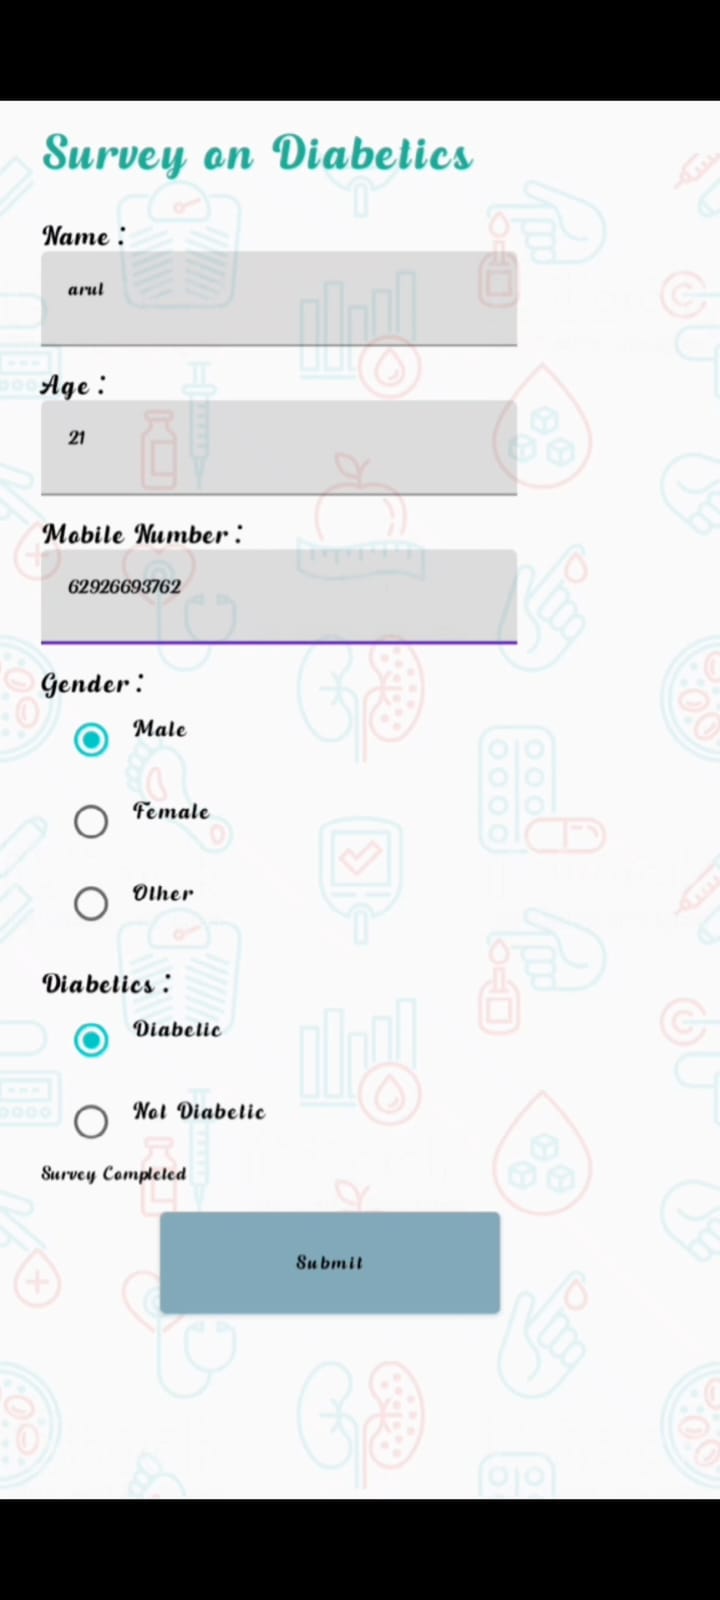 Survey on Diabetics
Name :
arul
Age :
21
Mobile Number :
62926693762
Gender :
Male
Female
Other
Diabetics :
Diabetic
Not Diabetic
Survey Completed
Submit